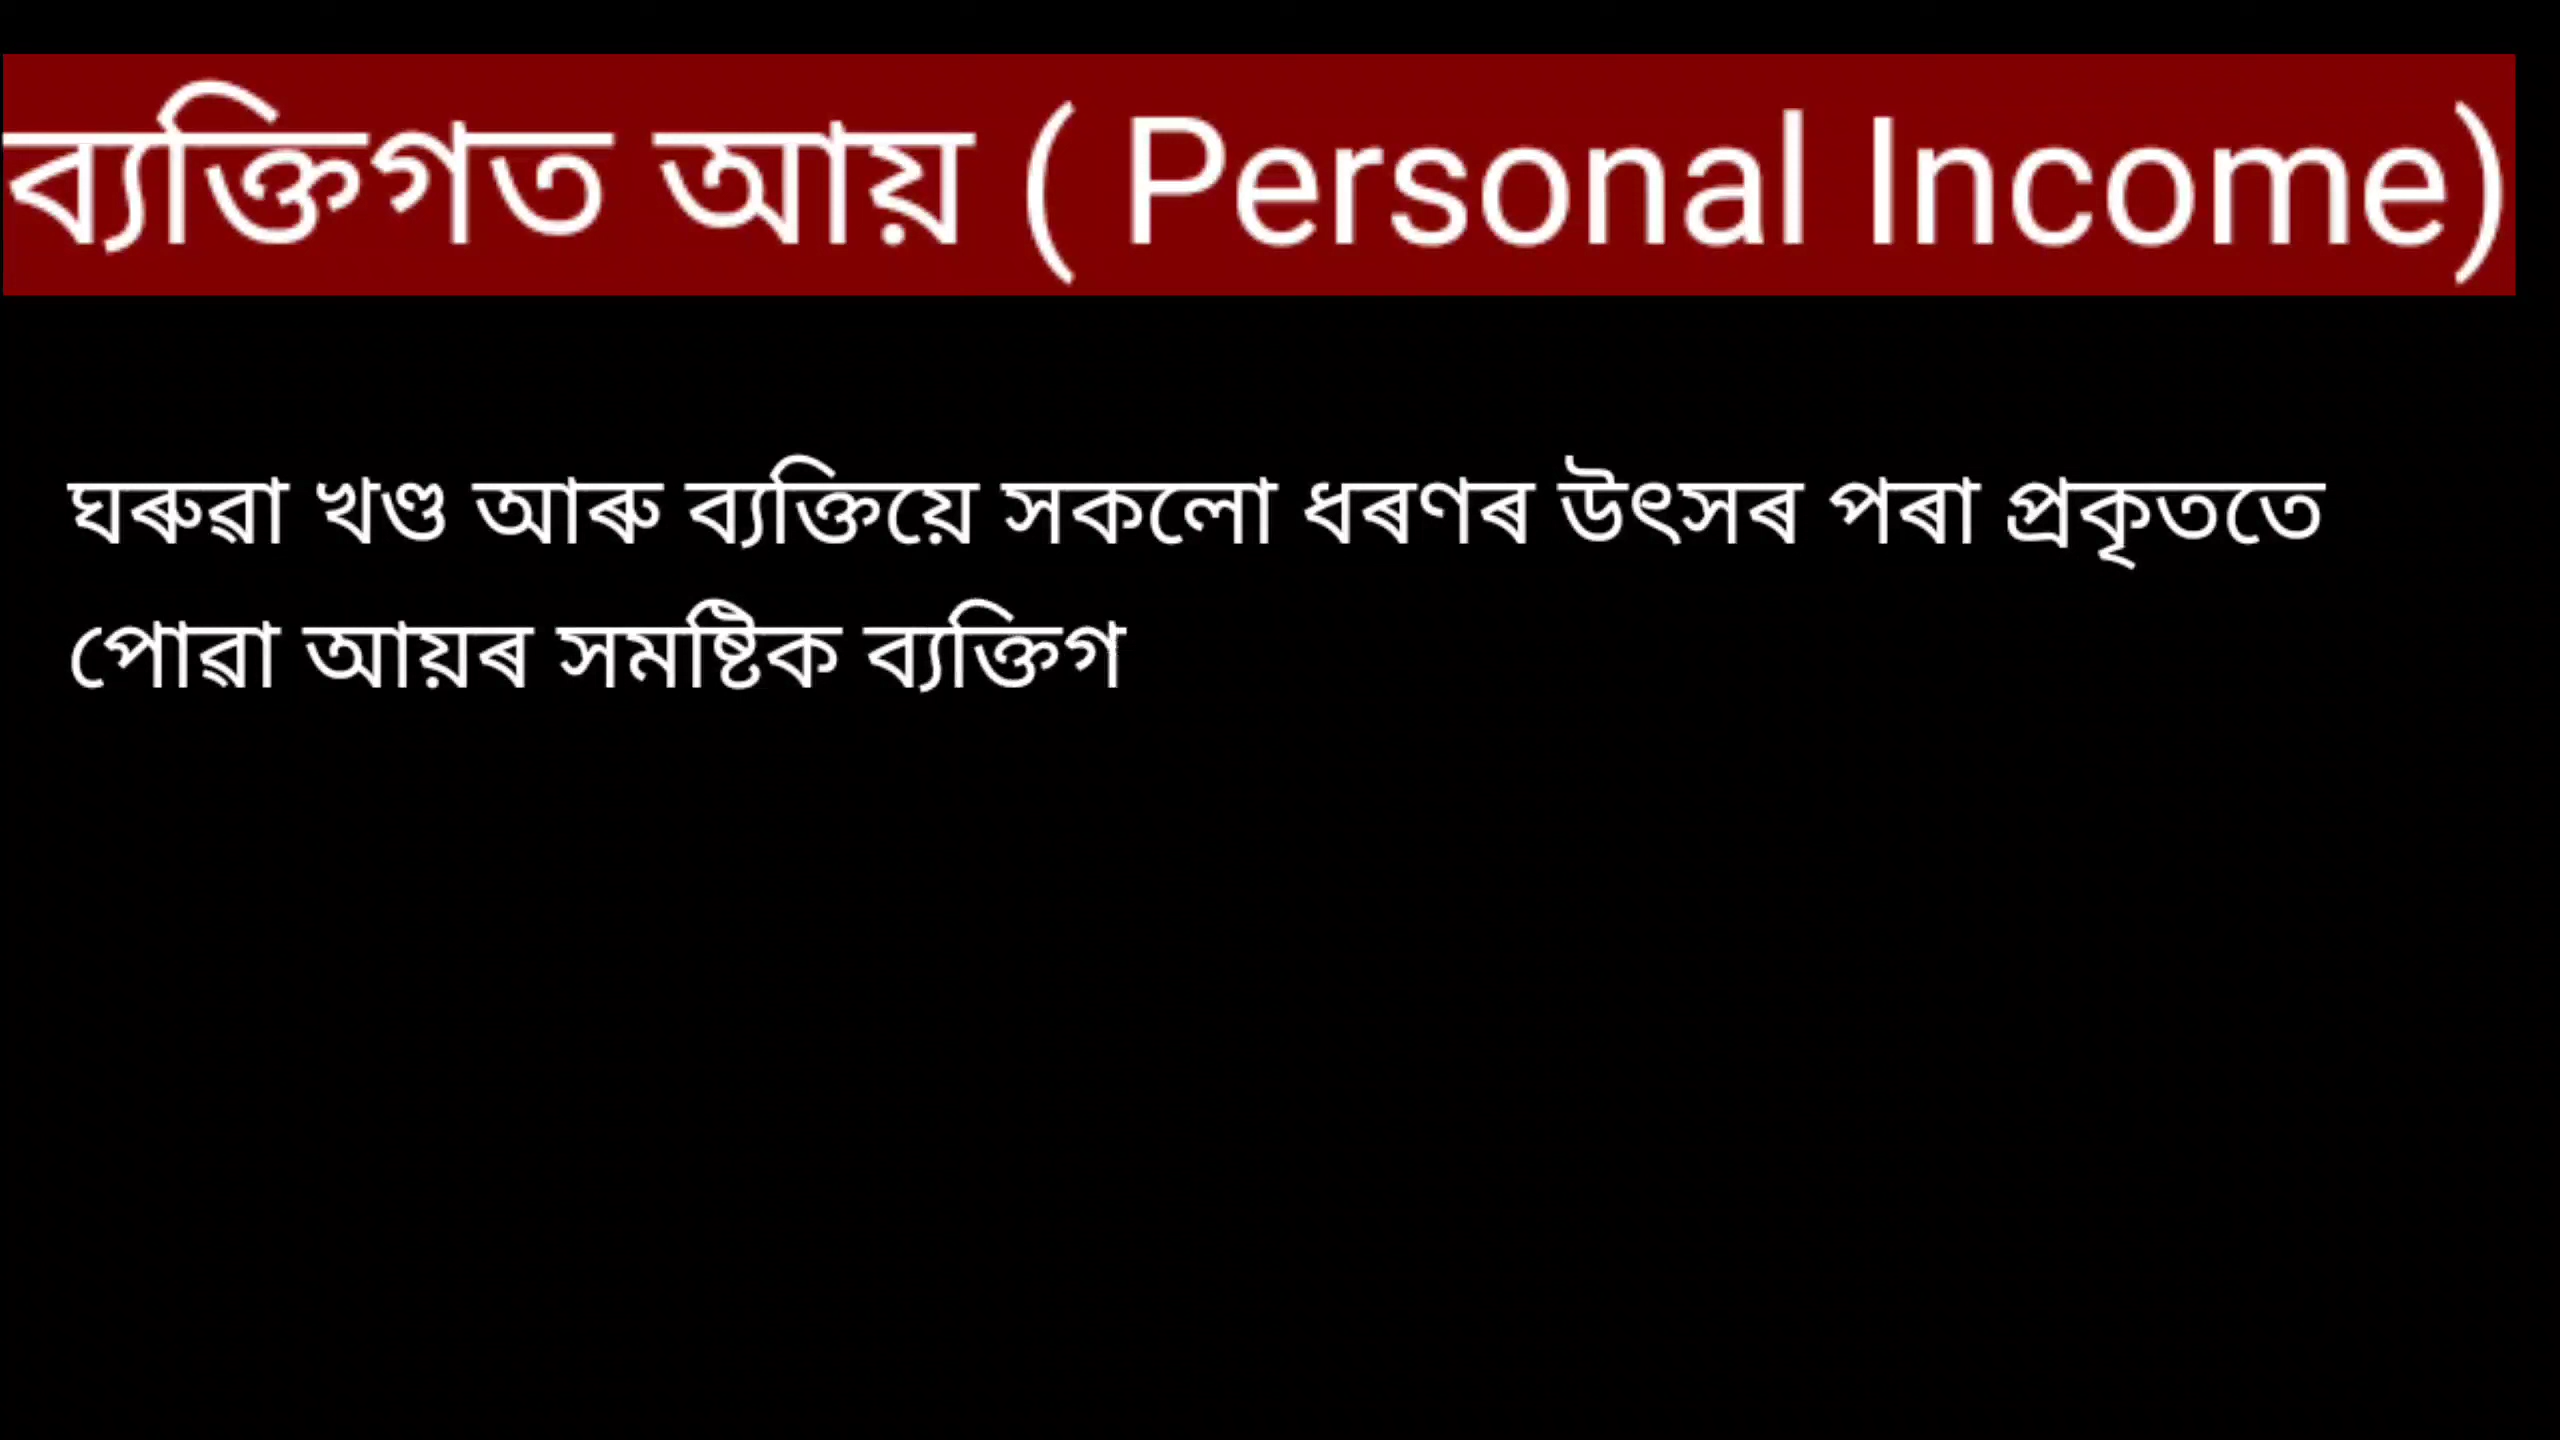 ব্যক্তিগত আয় ( Personal Income)
ঘৰুৱা খণ্ড আৰু ব্যক্তিয়ে সকলো ধৰণৰ উৎসৰ পৰা প্ৰকৃততে
পোৱা আয়ৰ সমষ্টিক ব্যক্তিগ